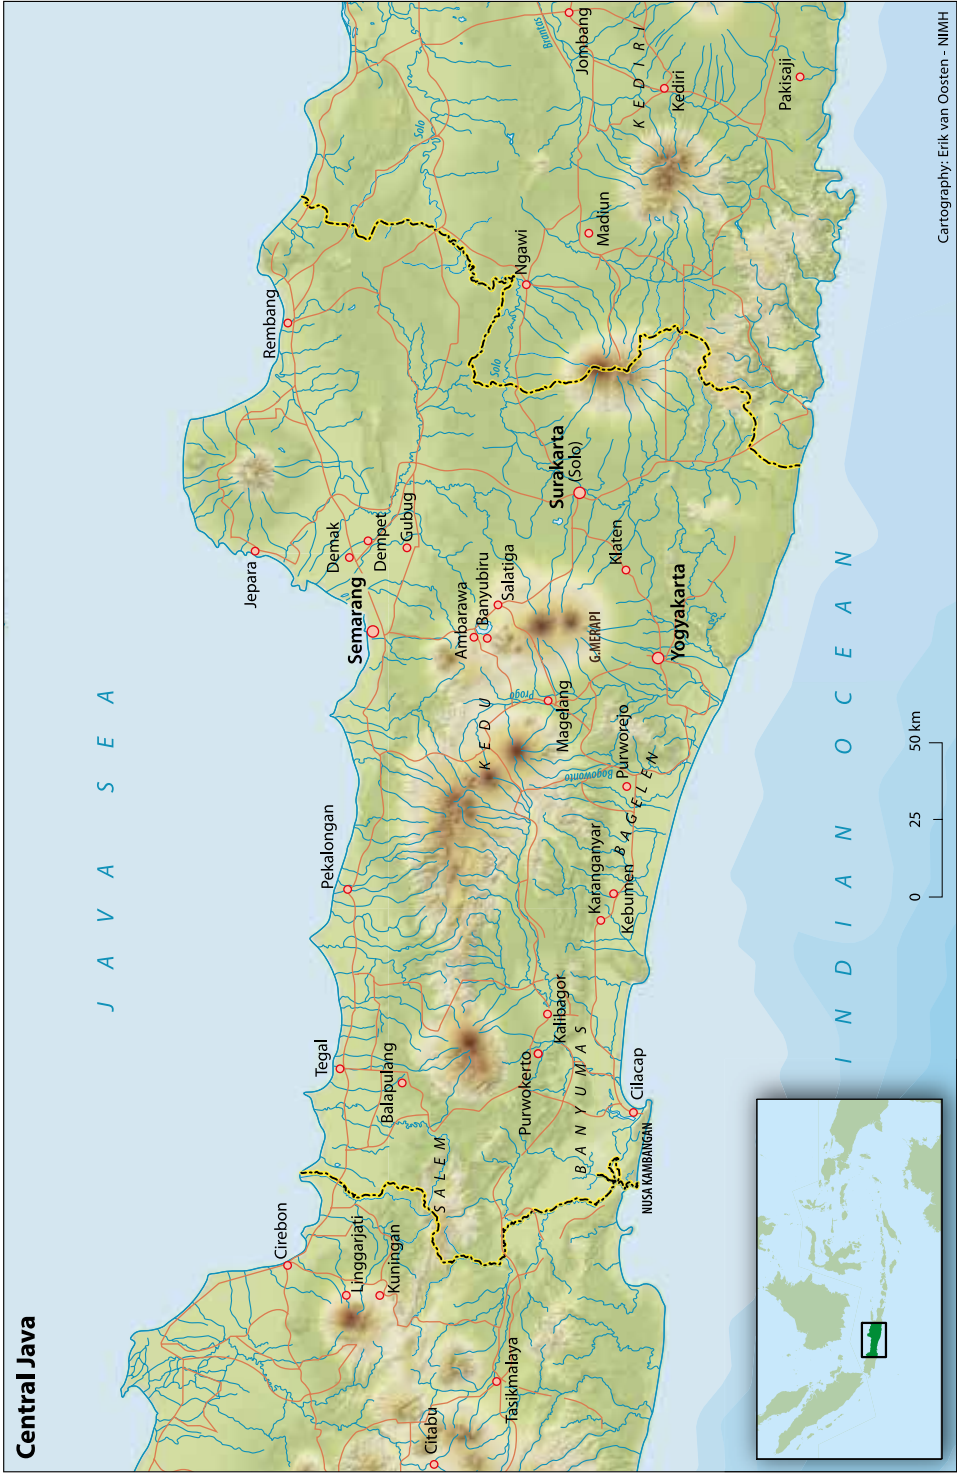 Central Java
JAVA SEA
Cirebon
Linggarjati
Kuningan
Citabu
Tasikmalaya
SALEM
Tegal
Balapulang
Purwokerto
Kalibagor
BANYUMAS
Cilacap
NUSA KAMBANGAN
Pekalongan
Karanganyar
Kebumen
BAGELEN
Purworejo
Bogowonto
KEDU
Progo
Magelang
Semarang
Ambarawa
Banyubiru
Salatiga
G.MERAPI
Yogyakarta
Klaten
Jepara
Demak
Dempet
Gubug
Surakarta
(Solo)
Rembang
Solo
Ngawi
Madiun
Solo
Brantas
Jombang
KEDIRI
Kediri
Pakisaji
INDIAN OCEAN
0 25 50 km
Cartography: Erik van Oosten - NIMH